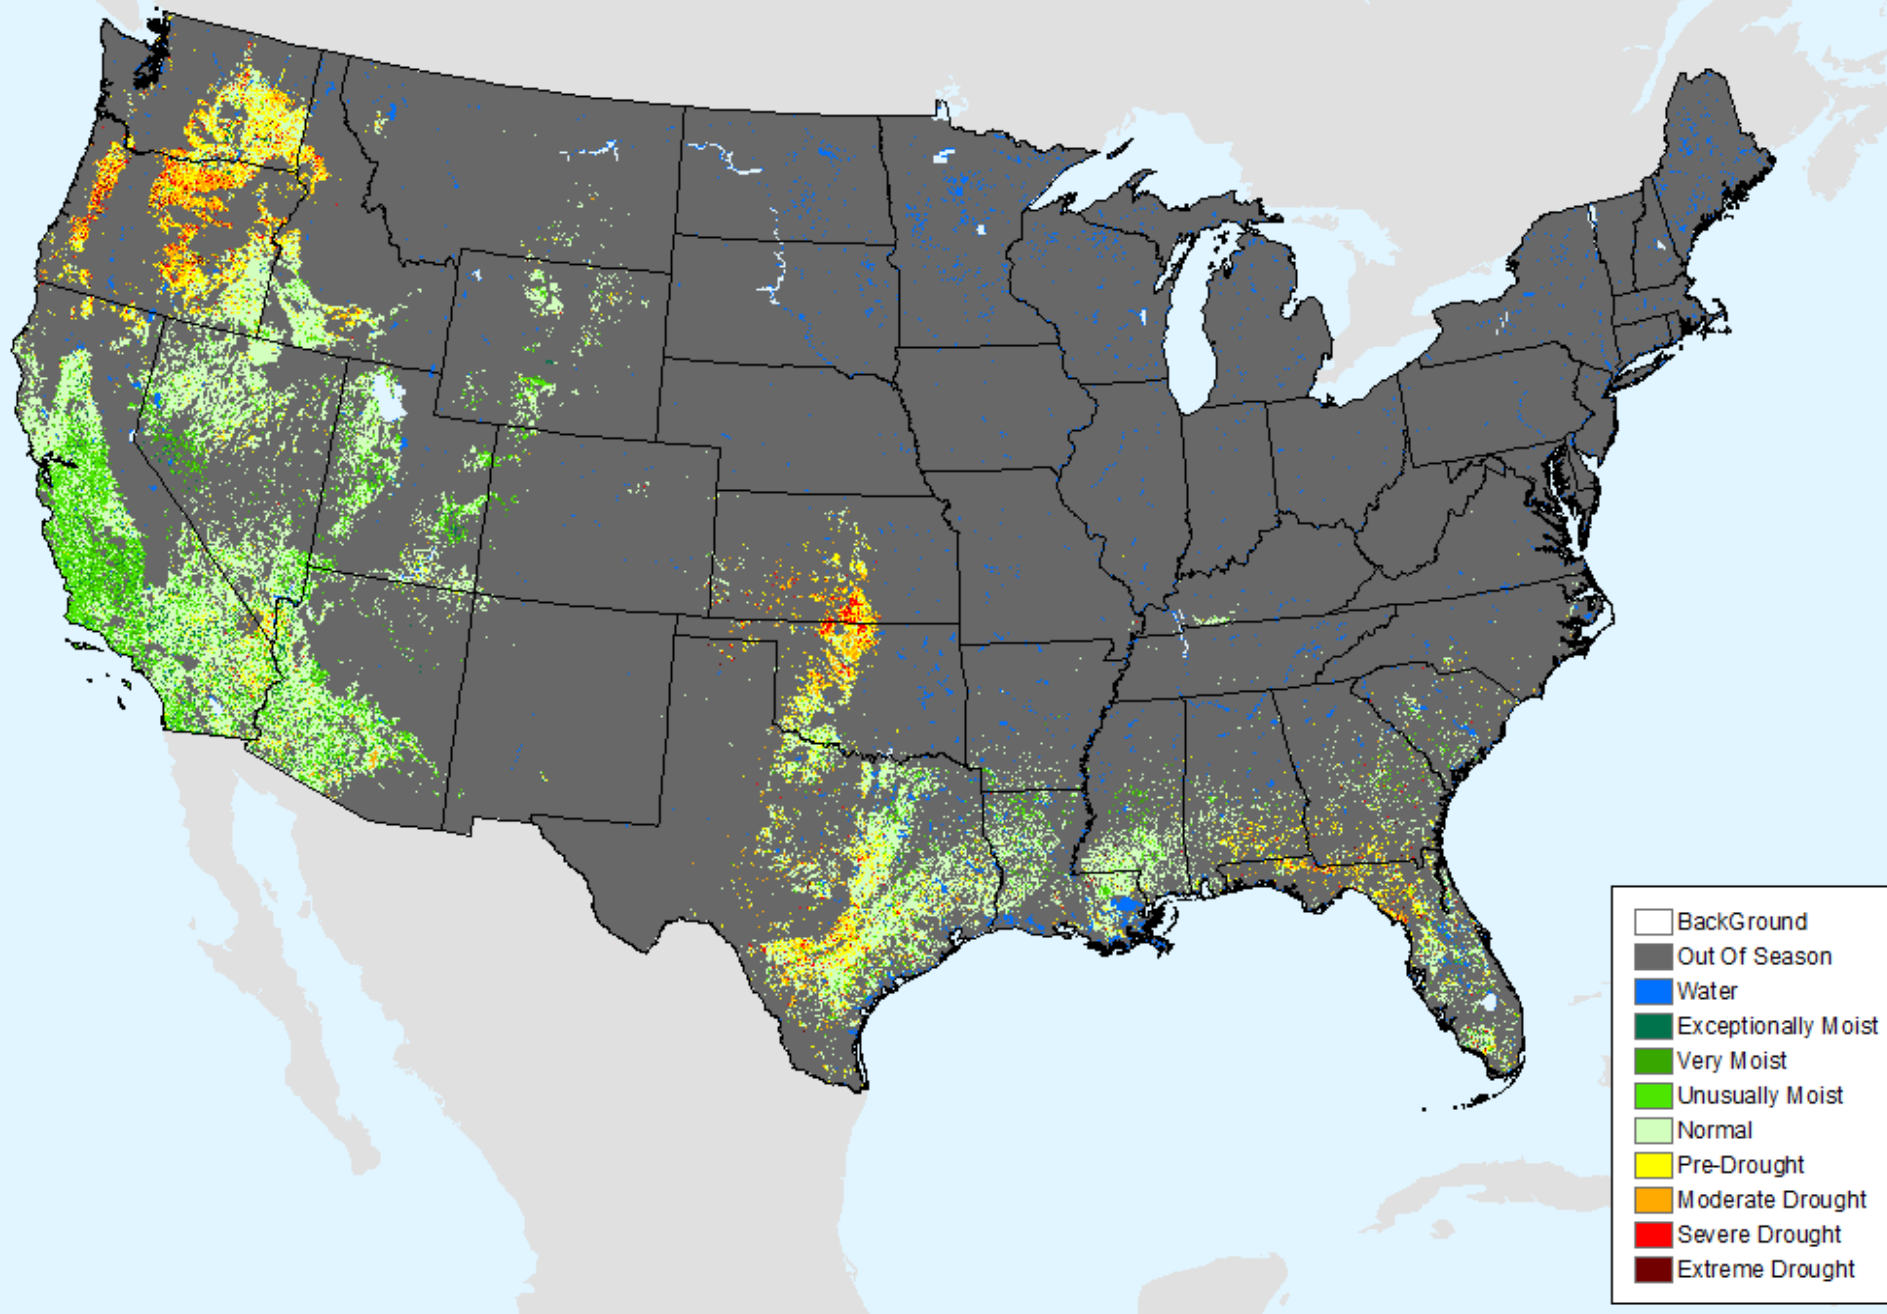 BackGround
Out Of Season
Water
Exceptionally Moist
Very Moist
Unusually Moist
Normal
Pre-Drought
Moderate Drought
Severe Drought
Extreme Drought